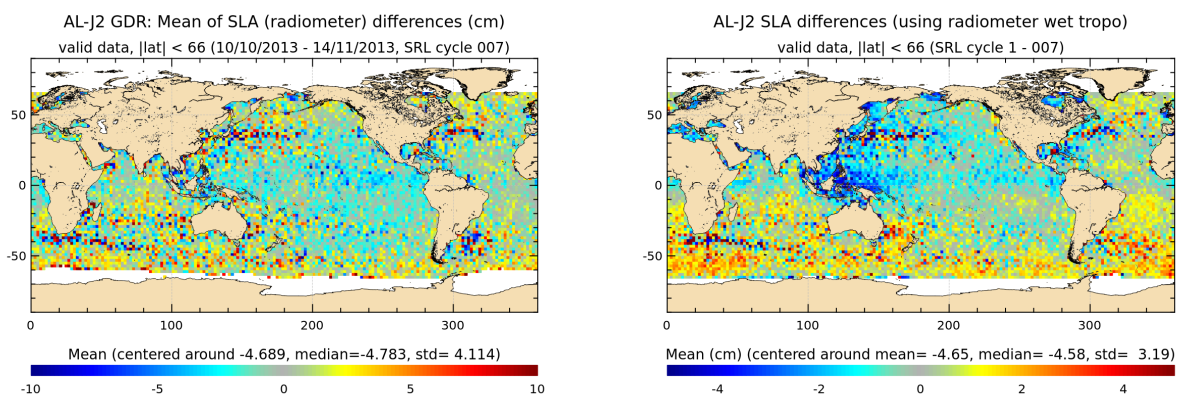 AL-J2 GDR: Mean of SLA (radiometer) differences (cm)
valid data, |lat| < 66 (10/10/2013 - 14/11/2013, SRL cycle 007)
50
0
-50
0 100 200 300
Mean (centered around -4.689, median=-4.783, std= 4.114)
-10 -5 0 5 10
AL-J2 SLA differences (using radiometer wet tropo)
valid data, |lat| < 66 (SRL cycle 1 - 007)
50
0
-50
0 100 200 300
Mean (cm) (centered around mean= -4.65, median= -4.58, std=  3.19)
-4 -2 0 2 4